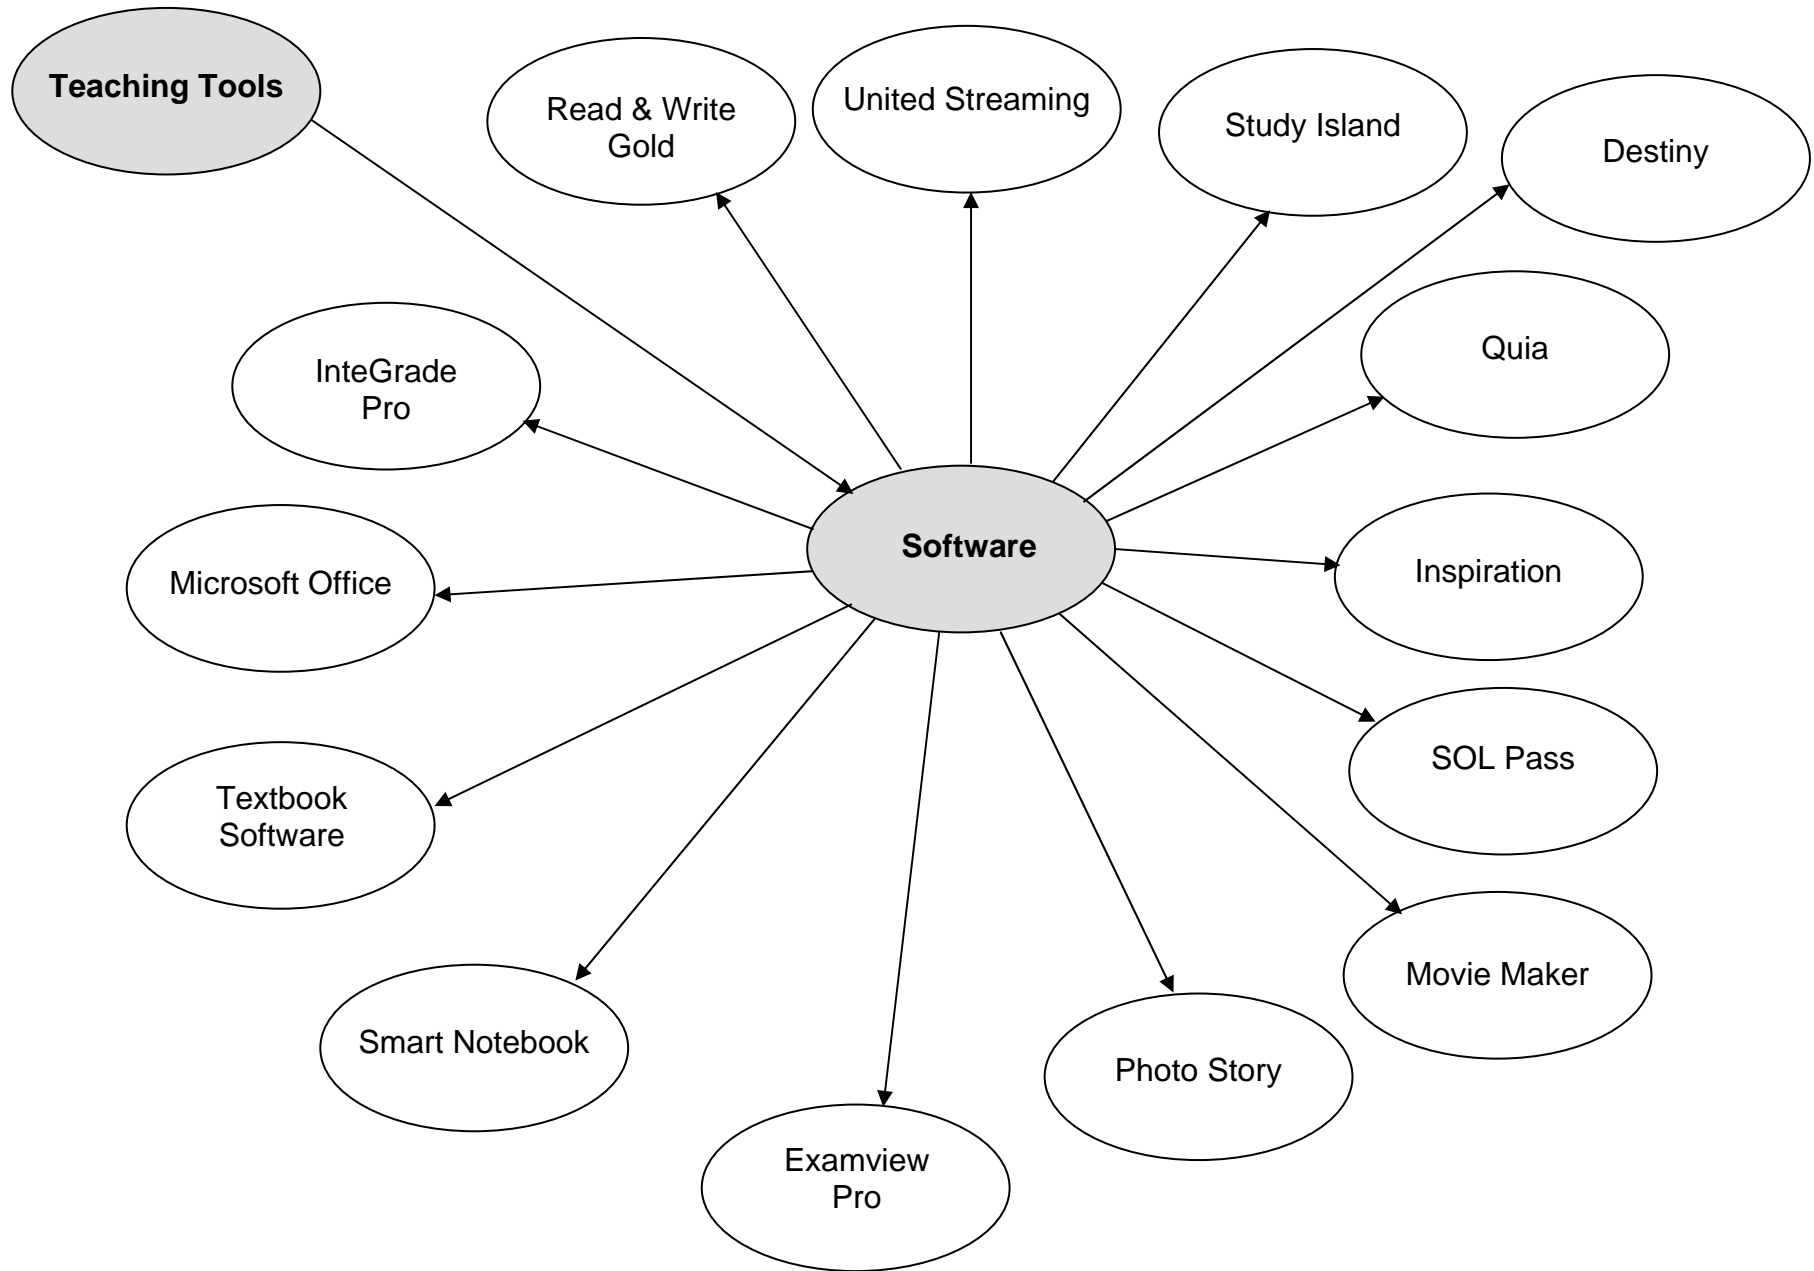 Teaching Tools
Read & Write
Gold
United Streaming
Study Island
Destiny
InteGrade
Pro
Quia
Microsoft Office
Software
Inspiration
Textbook
Software
SOL Pass
Smart Notebook
Movie Maker
Photo Story
Examview
Pro